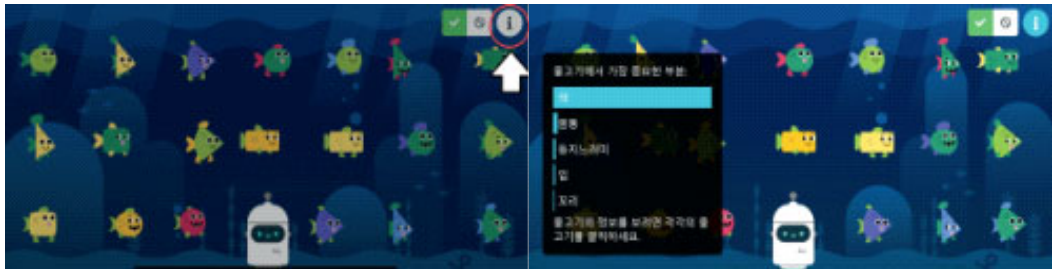 i
i
물고기에서 가장 중요한 부분:
색
몸통
등지느러미
입
꼬리
물고기의 정보를 보려면 각각의 물
고기를 클릭하세요.